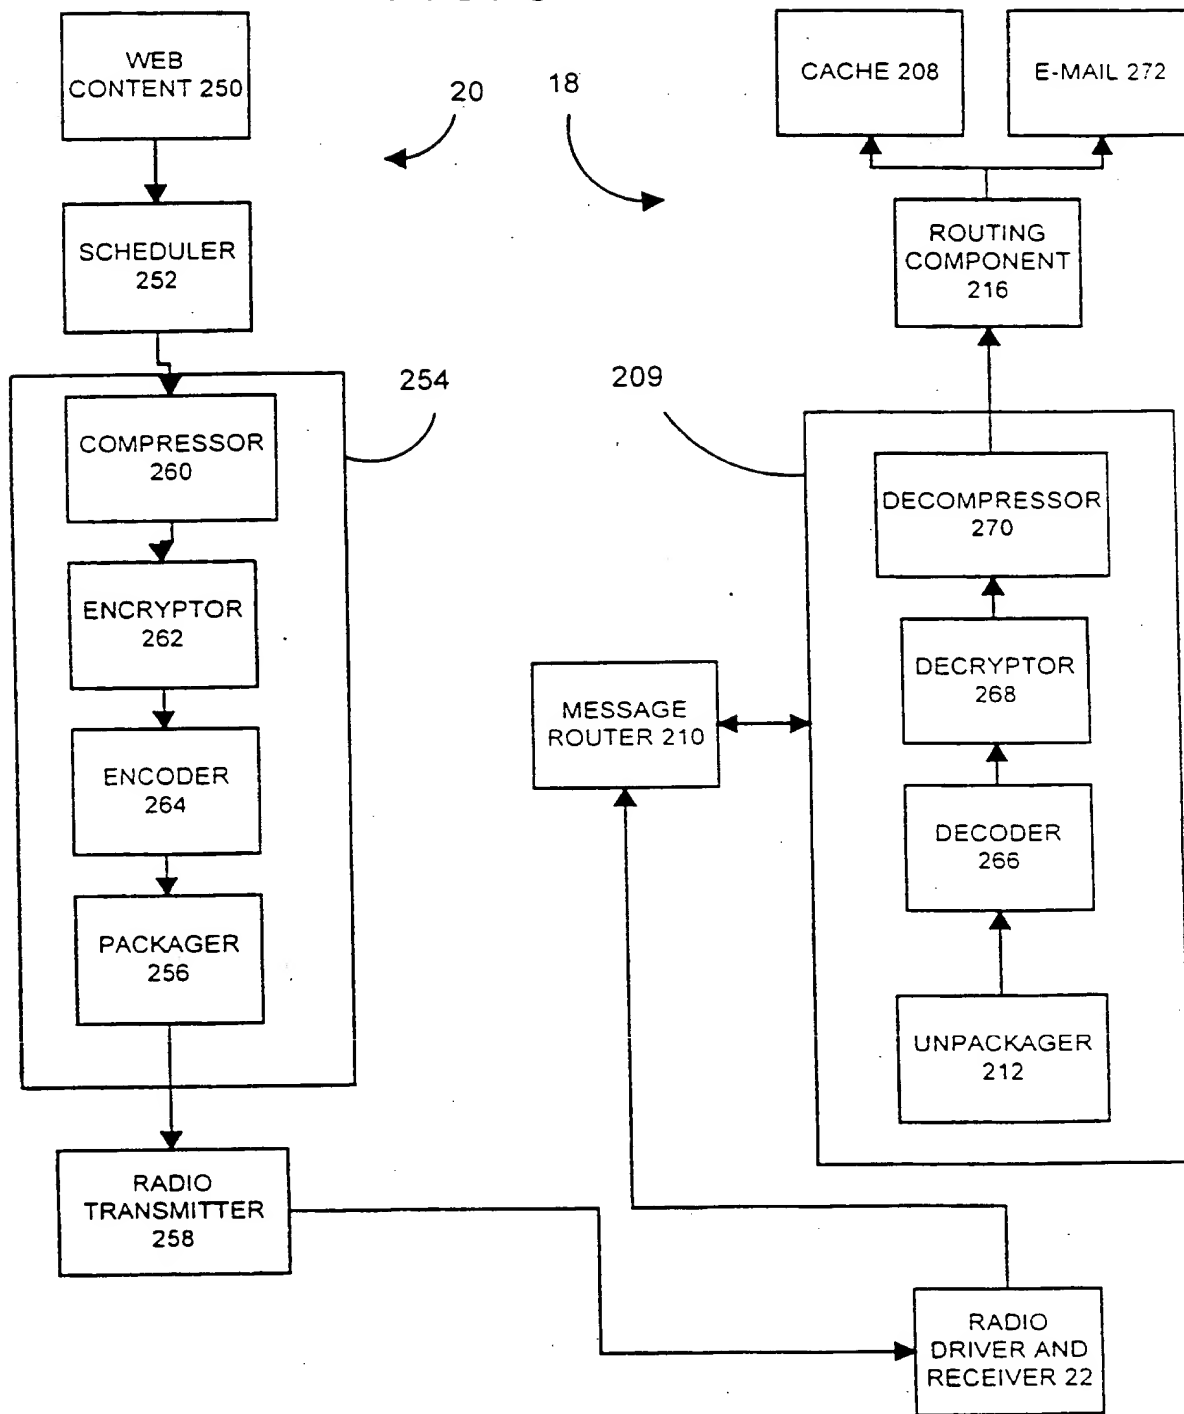 WEB
CONTENT 250
20
18
CACHE 208
E-MAIL 272
SCHEDULER
252
ROUTING
COMPONENT
216
254
209
COMPRESSOR
260
DECOMPRESSOR
270
ENCRYPTOR
262
DECRYPTOR
268
MESSAGE
ROUTER 210
ENCODER
264
DECODER
266
PACKAGER
256
UNPACKAGER
212
RADIO
TRANSMITTER
258
RADIO
DRIVER AND
RECEIVER 22